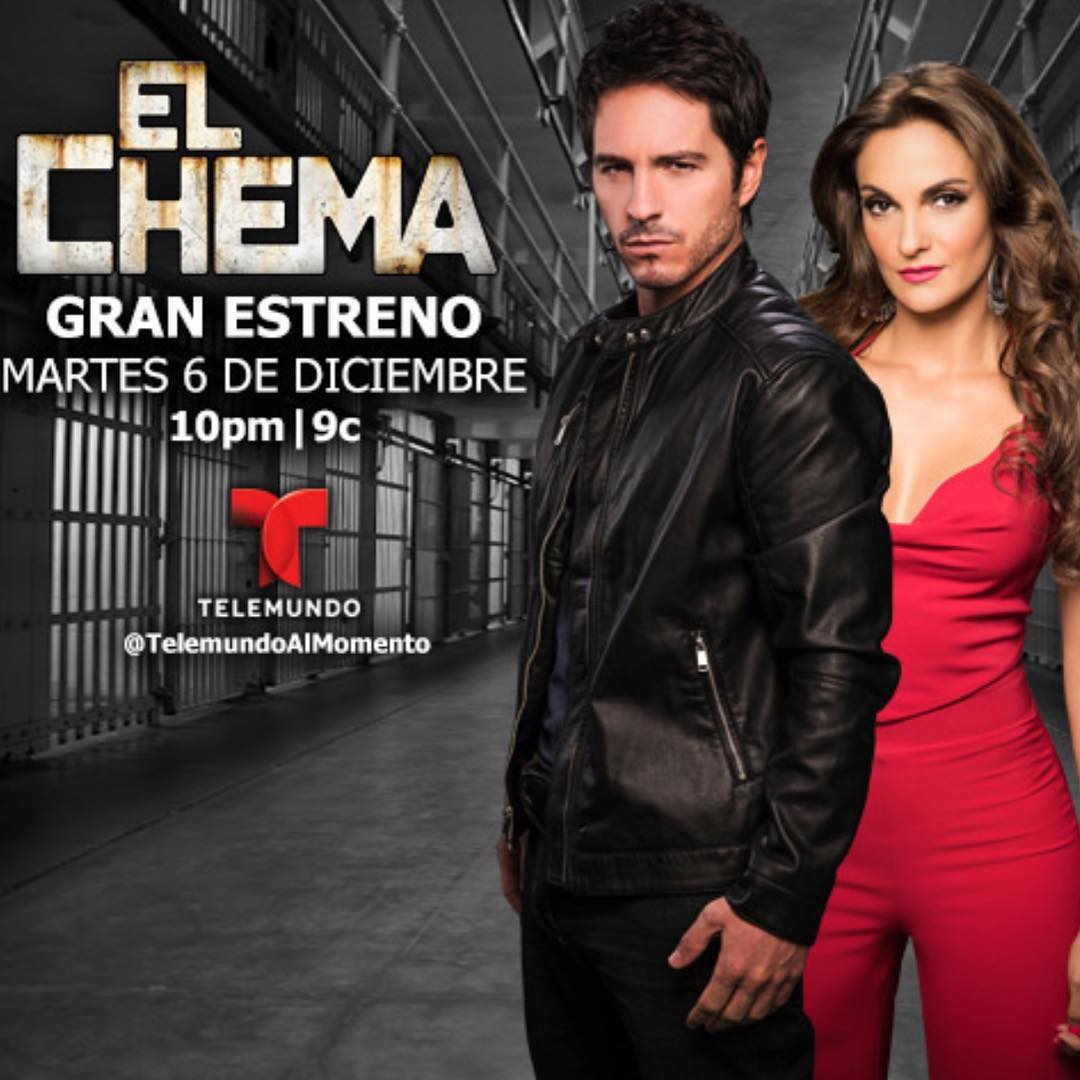 EL
CHEMA
GRAN ESTRENO
MARTES 6 DE DICIEMBRE
10pm|9c
TELEMUNDO
@TelemundoAlMomento